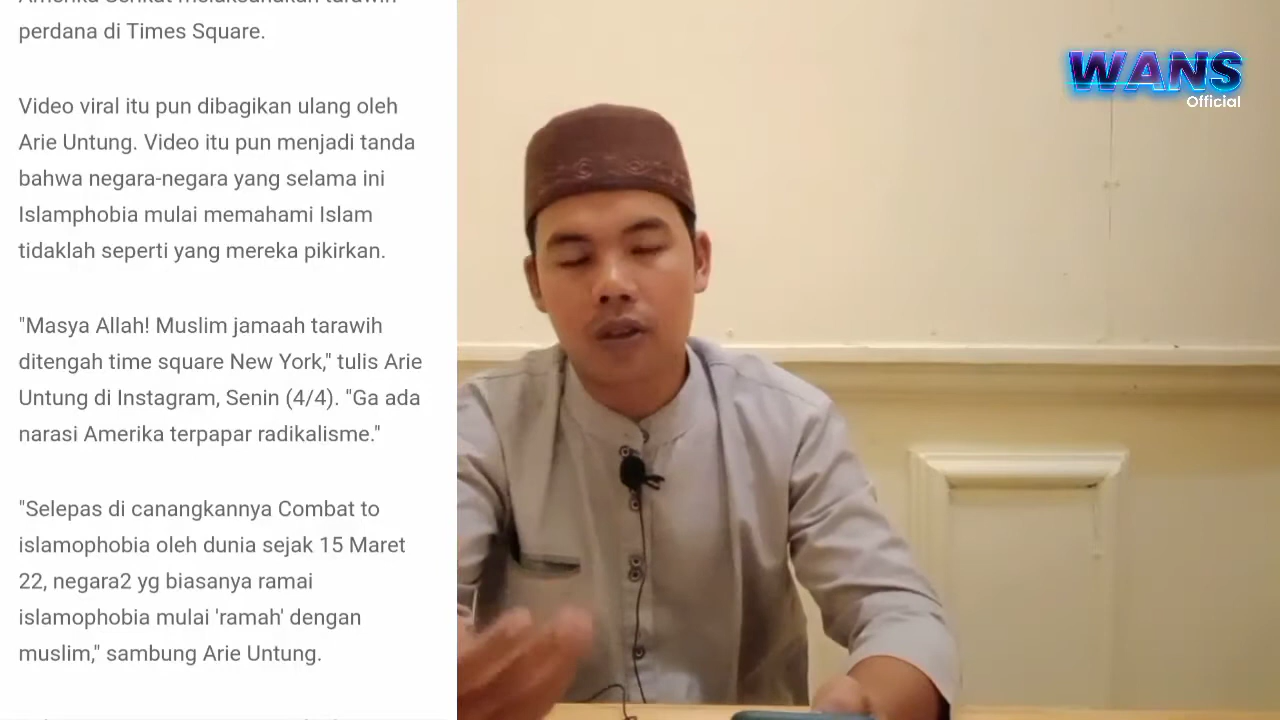 perdana di Times Square.
Video viral itu pun dibagikan ulang oleh
Arie Untung. Video itu pun menjadi tanda
bahwa negara-negara yang selama ini
Islamphobia mulai memahami Islam
tidaklah seperti yang mereka pikirkan.
"Masya Allah! Muslim jamaah tarawih
ditengah time square New York," tulis Arie
Untung di Instagram, Senin (4/4). "Ga ada
narasi Amerika terpapar radikalisme."
"Selepas di canangkannya Combat to
islamophobia oleh dunia sejak 15 Maret
22, negara2 yg biasanya ramai
islamophobia mulai 'ramah' dengan
muslim," sambung Arie Untung.
WANS
Official